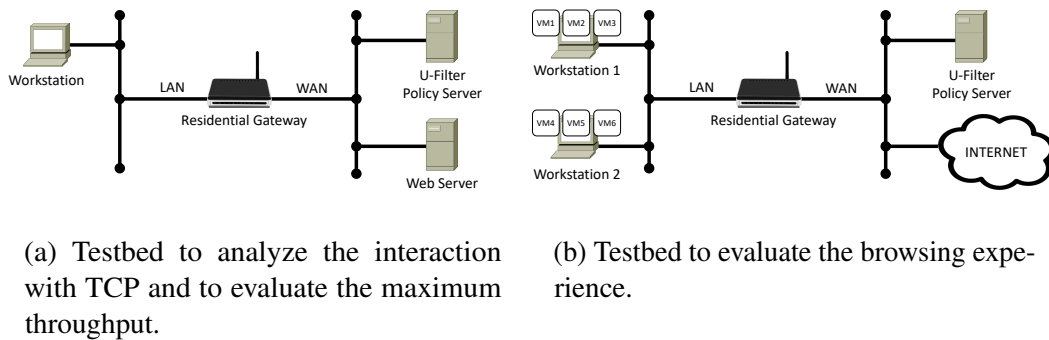 Workstation
LAN
WAN
Residential Gateway
U-Filter
Policy Server
Web Server
VM1 VM2 VM3
Workstation 1
VM4 VM5 VM6
Workstation 2
LAN
WAN
Residential Gateway
U-Filter
Policy Server
INTERNET
(a) Testbed to analyze the interaction
with TCP and to evaluate the maximum
throughput.
(b) Testbed to evaluate the browsing expe-
rience.